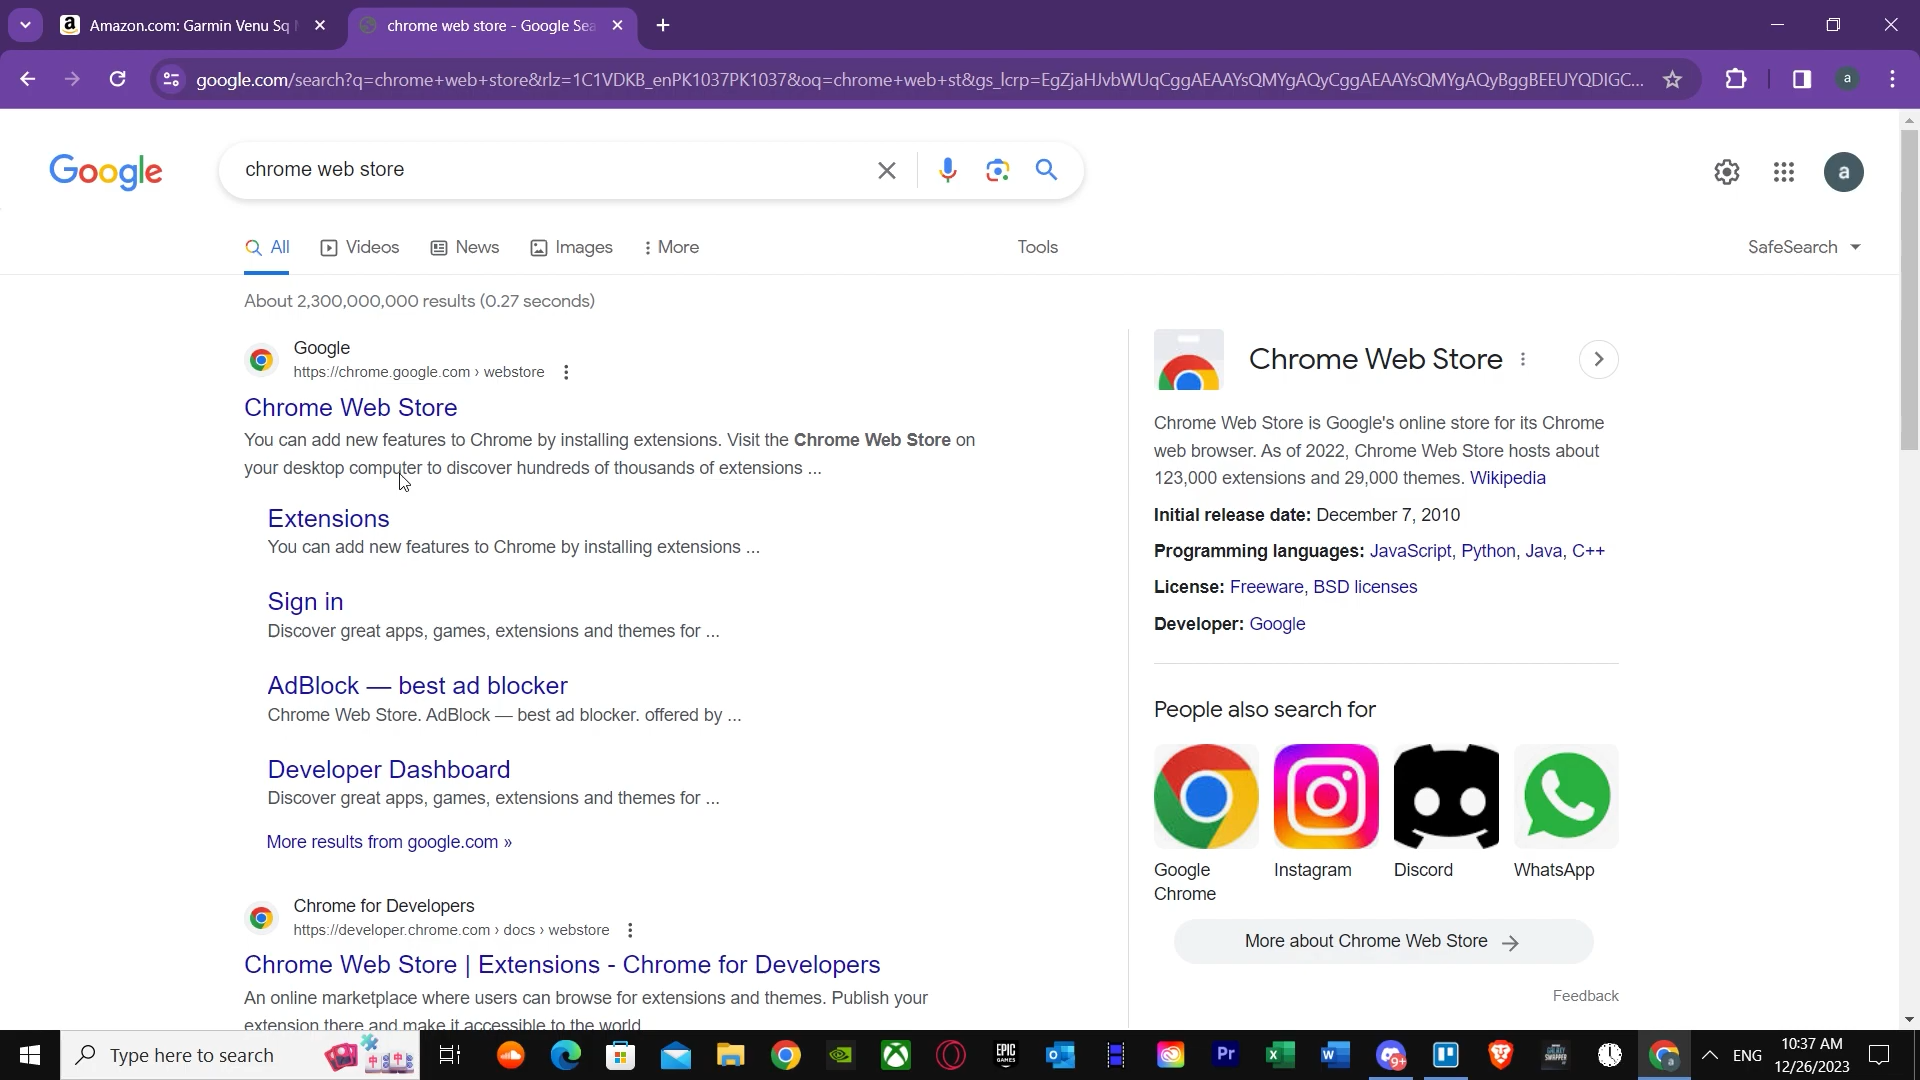 Amazon.com: Garmin Venu Sq
chrome web store - Google Sea
google.com/search?q=chrome+web+store&rlz=1C1VDKB_enPK1037PK1037&oq=chrome+web+st&gs_lcrp=EgZjaHJvbWUqCggAEAAYsQMYgAQyCggAEAAYsQMYgAQyBggBEEUYQDIGC...
a
Google
chrome web store
a
All
Videos
News
Images
More
Tools
SafeSearch
About 2,300,000,000 results (0.27 seconds)
Google
https://chrome.google.com › webstore
Chrome Web Store
You can add new features to Chrome by installing extensions. Visit the Chrome Web Store on
your desktop computer to discover hundreds of thousands of extensions ...
Extensions
You can add new features to Chrome by installing extensions ...
Sign in
Discover great apps, games, extensions and themes for ...
AdBlock — best ad blocker
Chrome Web Store. AdBlock — best ad blocker. offered by ...
Developer Dashboard
Discover great apps, games, extensions and themes for ...
More results from google.com »
Chrome for Developers
https://developer.chrome.com › docs › webstore
Chrome Web Store | Extensions - Chrome for Developers
An online marketplace where users can browse for extensions and themes. Publish your
extension there and make it accessible to the world
Chrome Web Store
Chrome Web Store is Google's online store for its Chrome
web browser. As of 2022, Chrome Web Store hosts about
123,000 extensions and 29,000 themes. Wikipedia
Initial release date: December 7, 2010
Programming languages: JavaScript, Python, Java, C++
License: Freeware, BSD licenses
Developer: Google
People also search for
Google
Chrome
Instagram
Discord
WhatsApp
More about Chrome Web Store
Feedback
Type here to search
EPIC
GAMES
Pr
9+
ENG
10:37 AM
12/26/2023